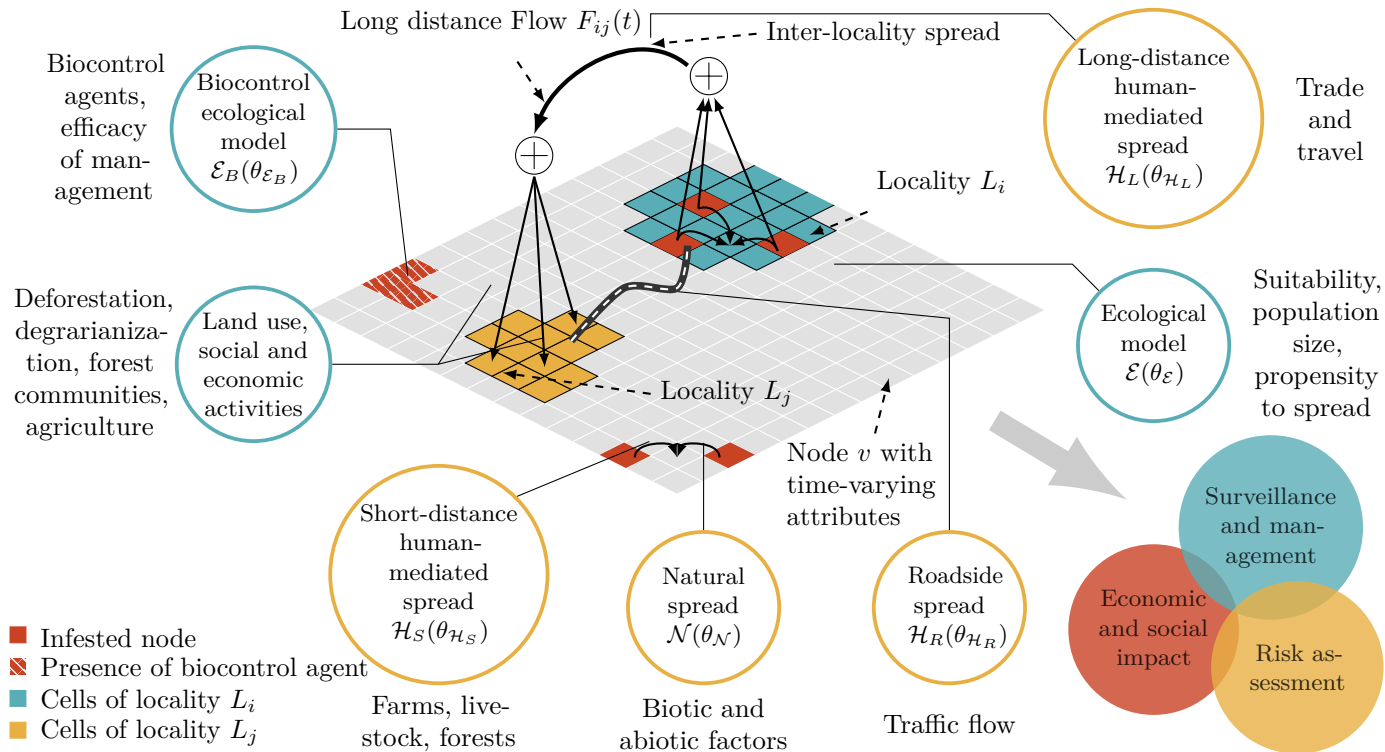 Long distance Flow $F_{ij}(t)$
Inter-locality spread
Biocontrol
agents,
efficacy
of man-
agement
Biocontrol
ecological
model
$\mathcal{E}_B(\theta_{\mathcal{E}_B})$
Long-distance
human-
mediated
spread
$\mathcal{H}_L(\theta_{\mathcal{H}_L})$
Trade
and
travel
Locality $L_i$
Deforestation,
degrarianiza-
tion, forest
communities,
agriculture
Land use,
social and
economic
activities
Locality $L_j$
Ecological
model
$\mathcal{E}(\theta_{\mathcal{E}})$
Suitability,
population
size,
propensity
to spread
Node $v$ with
time-varying
attributes
Short-distance
human-
mediated
spread
$\mathcal{H}_S(\theta_{\mathcal{H}_S})$
Farms, live-
stock, forests
Natural
spread
$\mathcal{N}(\theta_{\mathcal{N}})$
Biotic and
abiotic factors
Roadside
spread
$\mathcal{H}_R(\theta_{\mathcal{H}_R})$
Traffic flow
Surveillance
and man-
agement
Economic
and social
impact
Risk as-
sessment
Infested node
Presence of biocontrol agent
Cells of locality $L_i$
Cells of locality $L_j$